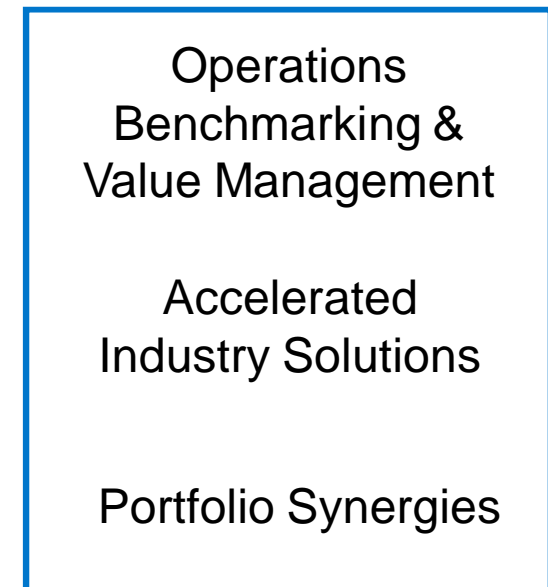 Operations
Benchmarking &
Value Management
Accelerated
Industry Solutions
Portfolio Synergies